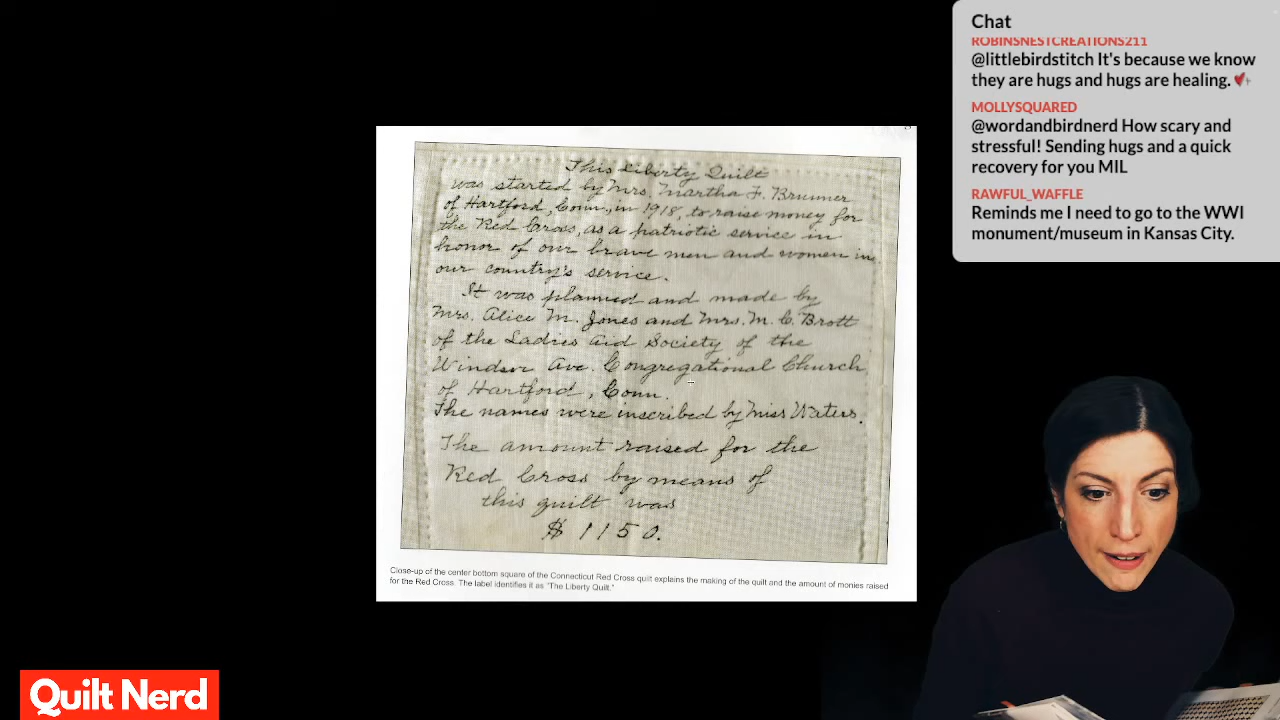 Chat
ROBINSNESTCREATIONS211
@littlebirdstitch It's because we know
they are hugs and hugs are healing.
MOLLYSQUARED
@wordandbirdnerd How scary and
stressful! Sending hugs and a quick
recovery for you MIL
RAWFUL_WAFFLE
Reminds me I need to go to the WWI
monument/museum in Kansas City.
This Liberty Quilt
was started by Mrs. Martha F. Brunner
of Hartford, Conn., in 1918, to raise money for
the Red Cross, as a patriotic service in
honor of our brave men and women in
our country's service.
It was planned and made by
Mrs. Alice M. Jones and Mrs. M. C. Brott
of the Ladies Aid Society of the
Windsor Ave. Congregational Church
of Hartford, Conn.
The names were inscribed by Miss Waters.
The amount raised for the
Red Cross by means of
this quilt was
$ 1150.
Close-up of the center bottom square of the Connecticut Red Cross quilt explains the making of the quilt and the amount of monies raised
for the Red Cross. The label identifies it as "The Liberty Quilt."
Quilt Nerd